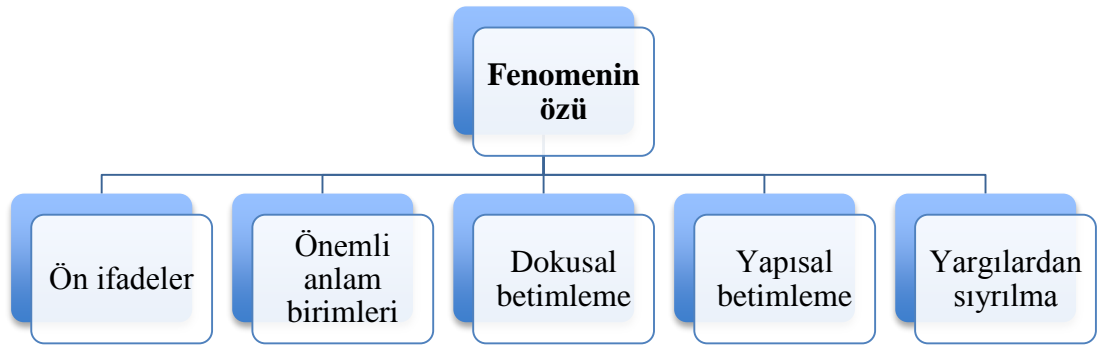 Fenomenin
özü
Ön ifadeler
Önemli
anlam
birimleri
Dokusal
betimleme
Yapısal
betimleme
Yargılardan
sıyrılma